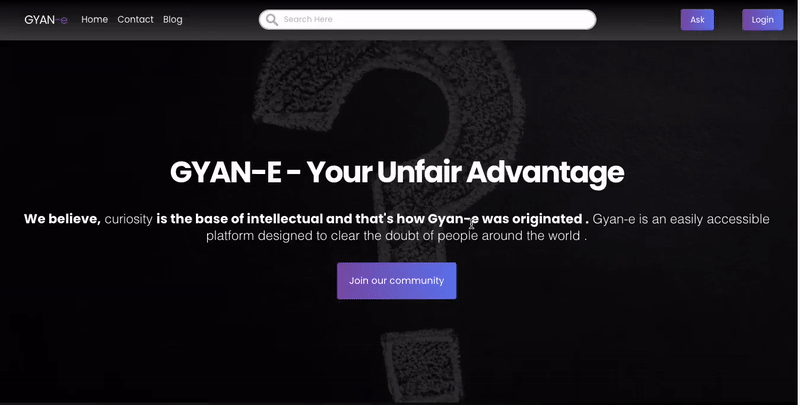 GYAN-e Home Contact Blog Search Here Ask Login
GYAN-E - Your Unfair Advantage
We believe, curiosity is the base of intellectual and that's how Gyan-e was originated . Gyan-e is an easily accessible
platform designed to clear the doubt of people around the world .
Join our community